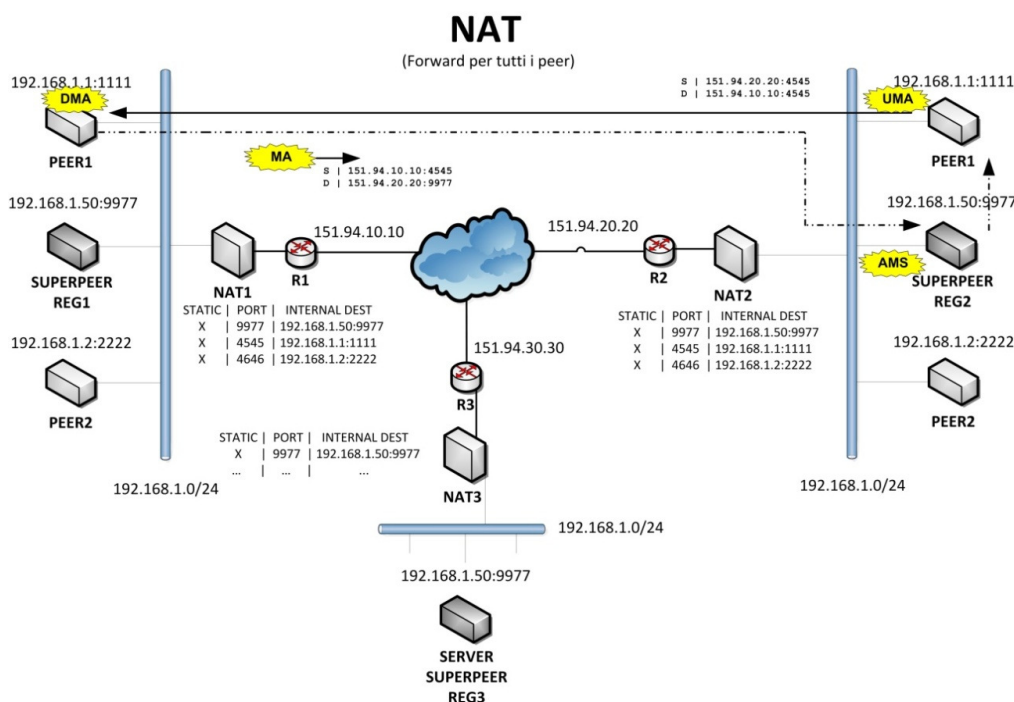 NAT
(Forward per tutti i peer)
192.168.1.1:1111
DMA
PEER1
S | 151.94.20.20:4545
D | 151.94.10.10:4545
192.168.1.1:1111
UMA
PEER1
MA
S | 151.94.10.10:4545
D | 151.94.20.20:9977
192.168.1.50:9977
SUPERPEER
REG1
NAT1
R1
151.94.10.10
151.94.20.20
R2
NAT2
192.168.1.50:9977
AMS
SUPERPEER
REG2
STATIC | PORT | INTERNAL DEST
X | 9977 | 192.168.1.50:9977
X | 4545 | 192.168.1.1:1111
X | 4646 | 192.168.1.2:2222
STATIC | PORT | INTERNAL DEST
X | 9977 | 192.168.1.50:9977
X | 4545 | 192.168.1.1:1111
X | 4646 | 192.168.1.2:2222
192.168.1.2:2222
PEER2
151.94.30.30
R3
192.168.1.2:2222
PEER2
STATIC | PORT | INTERNAL DEST
X | 9977 | 192.168.1.50:9977
... | ... | ...
NAT3
192.168.1.0/24
192.168.1.0/24
192.168.1.0/24
192.168.1.50:9977
SERVER
SUPERPEER
REG3